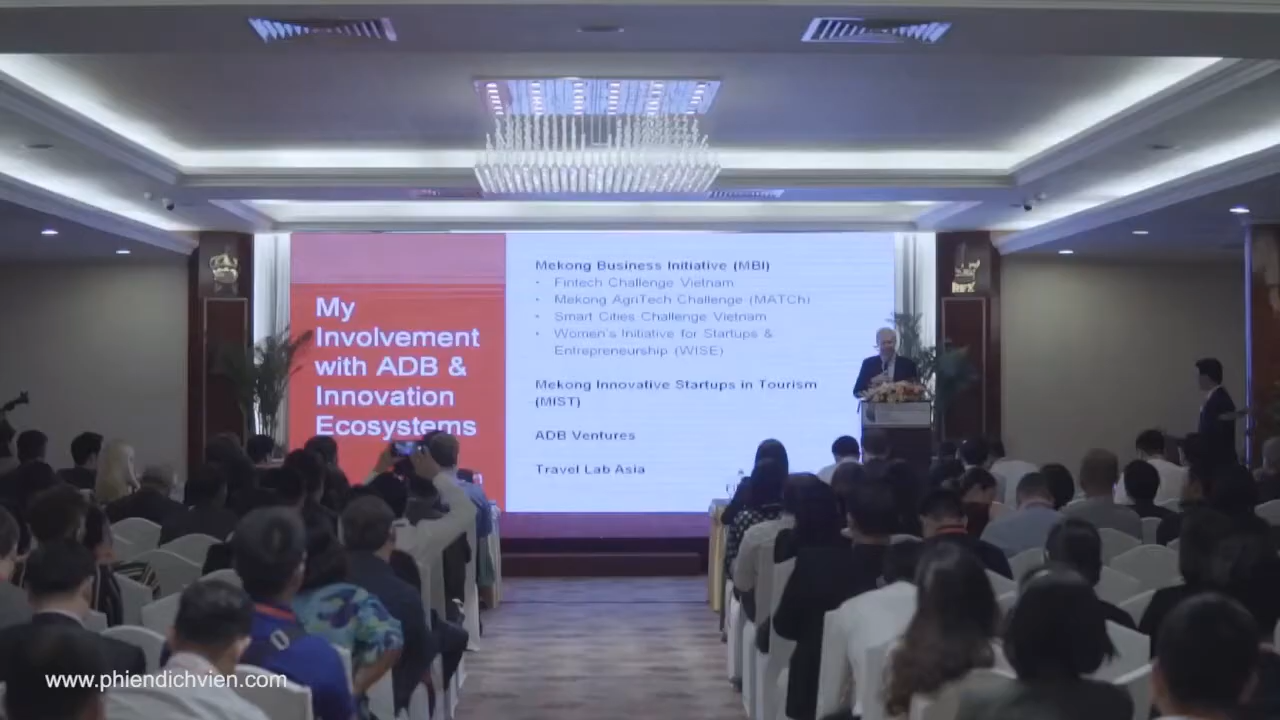 My
Involvement
with ADB &
Innovation
Ecosystems
Mekong Business Initiative (MBI)
• Fintech Challenge Vietnam
• Mekong AgriTech Challenge (MATCh)
• Smart Cities Challenge Vietnam
• Women's Initiative for Startups &
Entrepreneurship (WISE)
Mekong Innovative Startups in Tourism
(MIST)
ADB Ventures
Travel Lab Asia
REX
www.phiendichvien.com